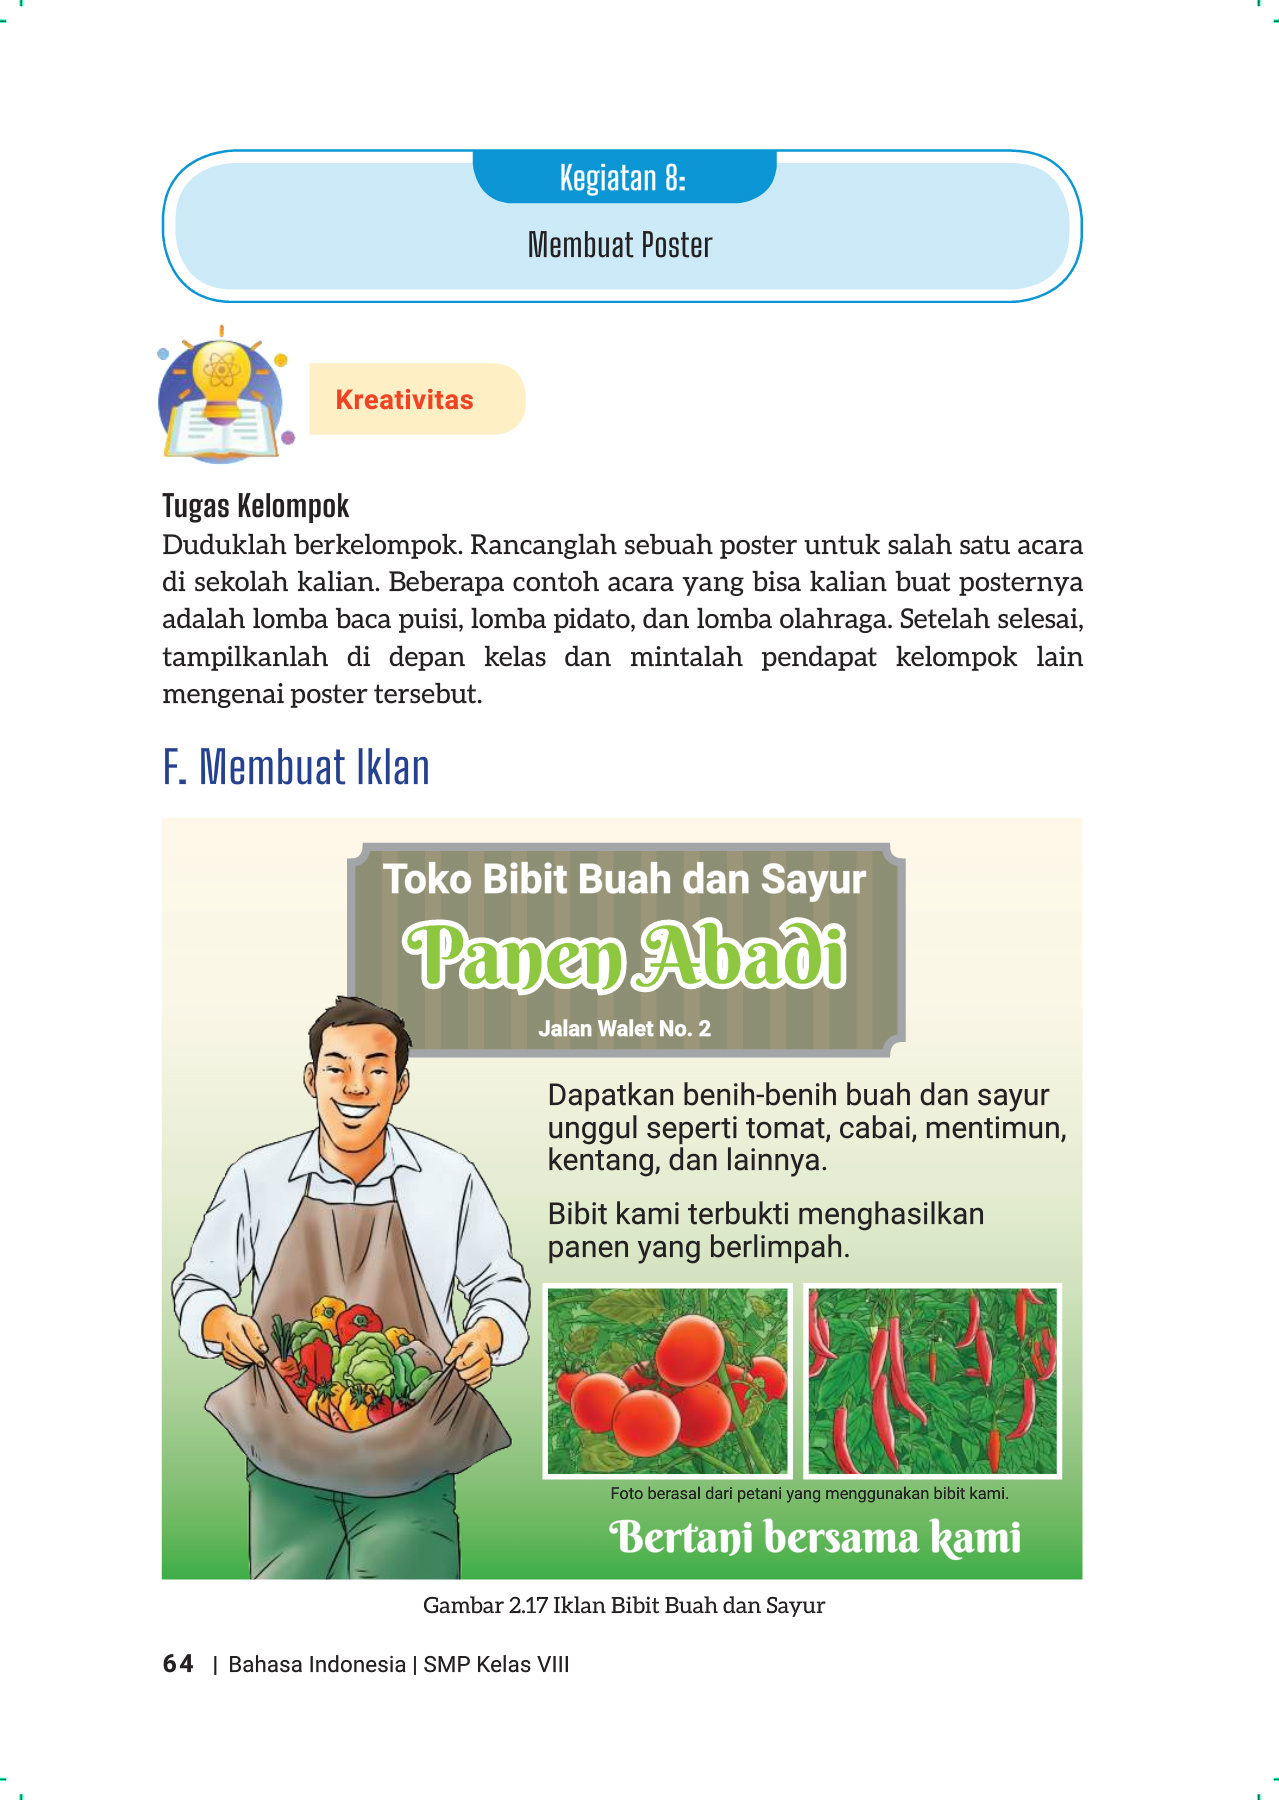 Kegiatan 8:
Membuat Poster
Kreativitas
Tugas Kelompok
Duduklah berkelompok. Rancanglah sebuah poster untuk salah satu acara
di sekolah kalian. Beberapa contoh acara yang bisa kalian buat posternya
adalah lomba baca puisi, lomba pidato, dan lomba olahraga. Setelah selesai,
tampilkanlah di depan kelas dan mintalah pendapat kelompok lain
mengenai poster tersebut.
F. Membuat Iklan
Toko Bibit Buah dan Sayur
Panen Abadi
Jalan Walet No. 2
Dapatkan benih-benih buah dan sayur
unggul seperti tomat, cabai, mentimun,
kentang, dan lainnya.
Bibit kami terbukti menghasilkan
panen yang berlimpah.
Foto berasal dari petani yang menggunakan bibit kami.
Bertani bersama kami
Gambar 2.17 Iklan Bibit Buah dan Sayur
64 | Bahasa Indonesia | SMP Kelas VIII